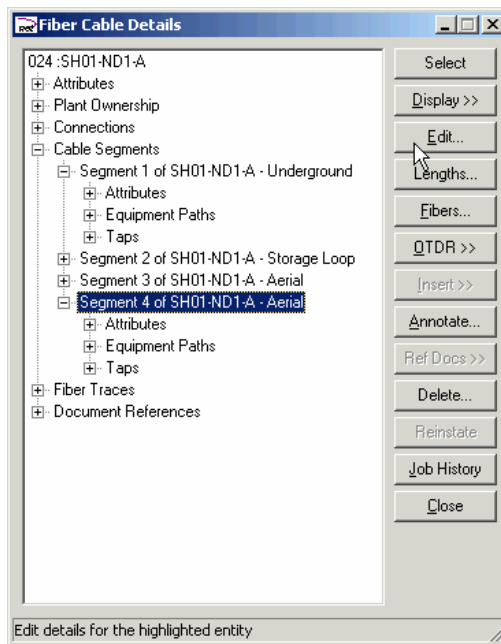 Fiber Cable Details
024 :SH01-ND1-A
Attributes
Plant Ownership
Connections
Cable Segments
Segment 1 of SH01-ND1-A - Underground
Attributes
Equipment Paths
Taps
Segment 2 of SH01-ND1-A - Storage Loop
Segment 3 of SH01-ND1-A - Aerial
Segment 4 of SH01-ND1-A - Aerial
Attributes
Equipment Paths
Taps
Fiber Traces
Document References
Select
Display >>
Edit...
Lengths...
Fibers...
OTDR >>
Insert >>
Annotate...
Ref Docs >>
Delete...
Reinstate
Job History
Close
Edit details for the highlighted entity